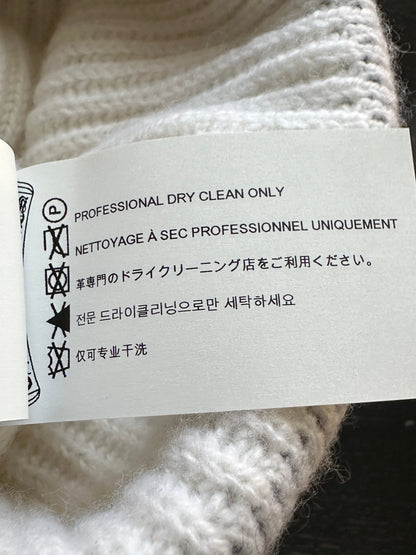 Ⓟ PROFESSIONAL DRY CLEAN ONLY
NETTOYAGE À SEC PROFESSIONNEL UNIQUEMENT
革専門のドライクリーニング店をご利用ください。
전문 드라이클리닝으로만 세탁하세요
仅可专业干洗